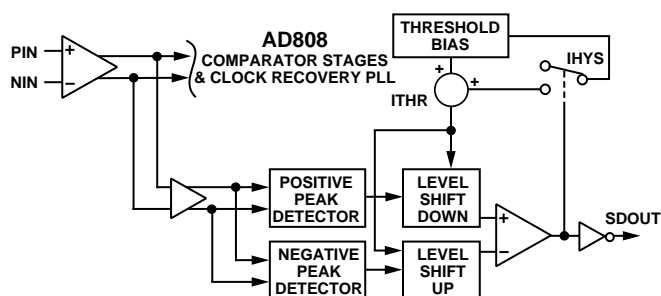 AD808
COMPARATOR STAGES
& CLOCK RECOVERY PLL
PIN
+
NIN
−
THRESHOLD
BIAS
IHYS
+
+
ITHR
POSITIVE
PEAK
DETECTOR
LEVEL
SHIFT
DOWN
NEGATIVE
PEAK
DETECTOR
LEVEL
SHIFT
UP
+
−
SDOUT